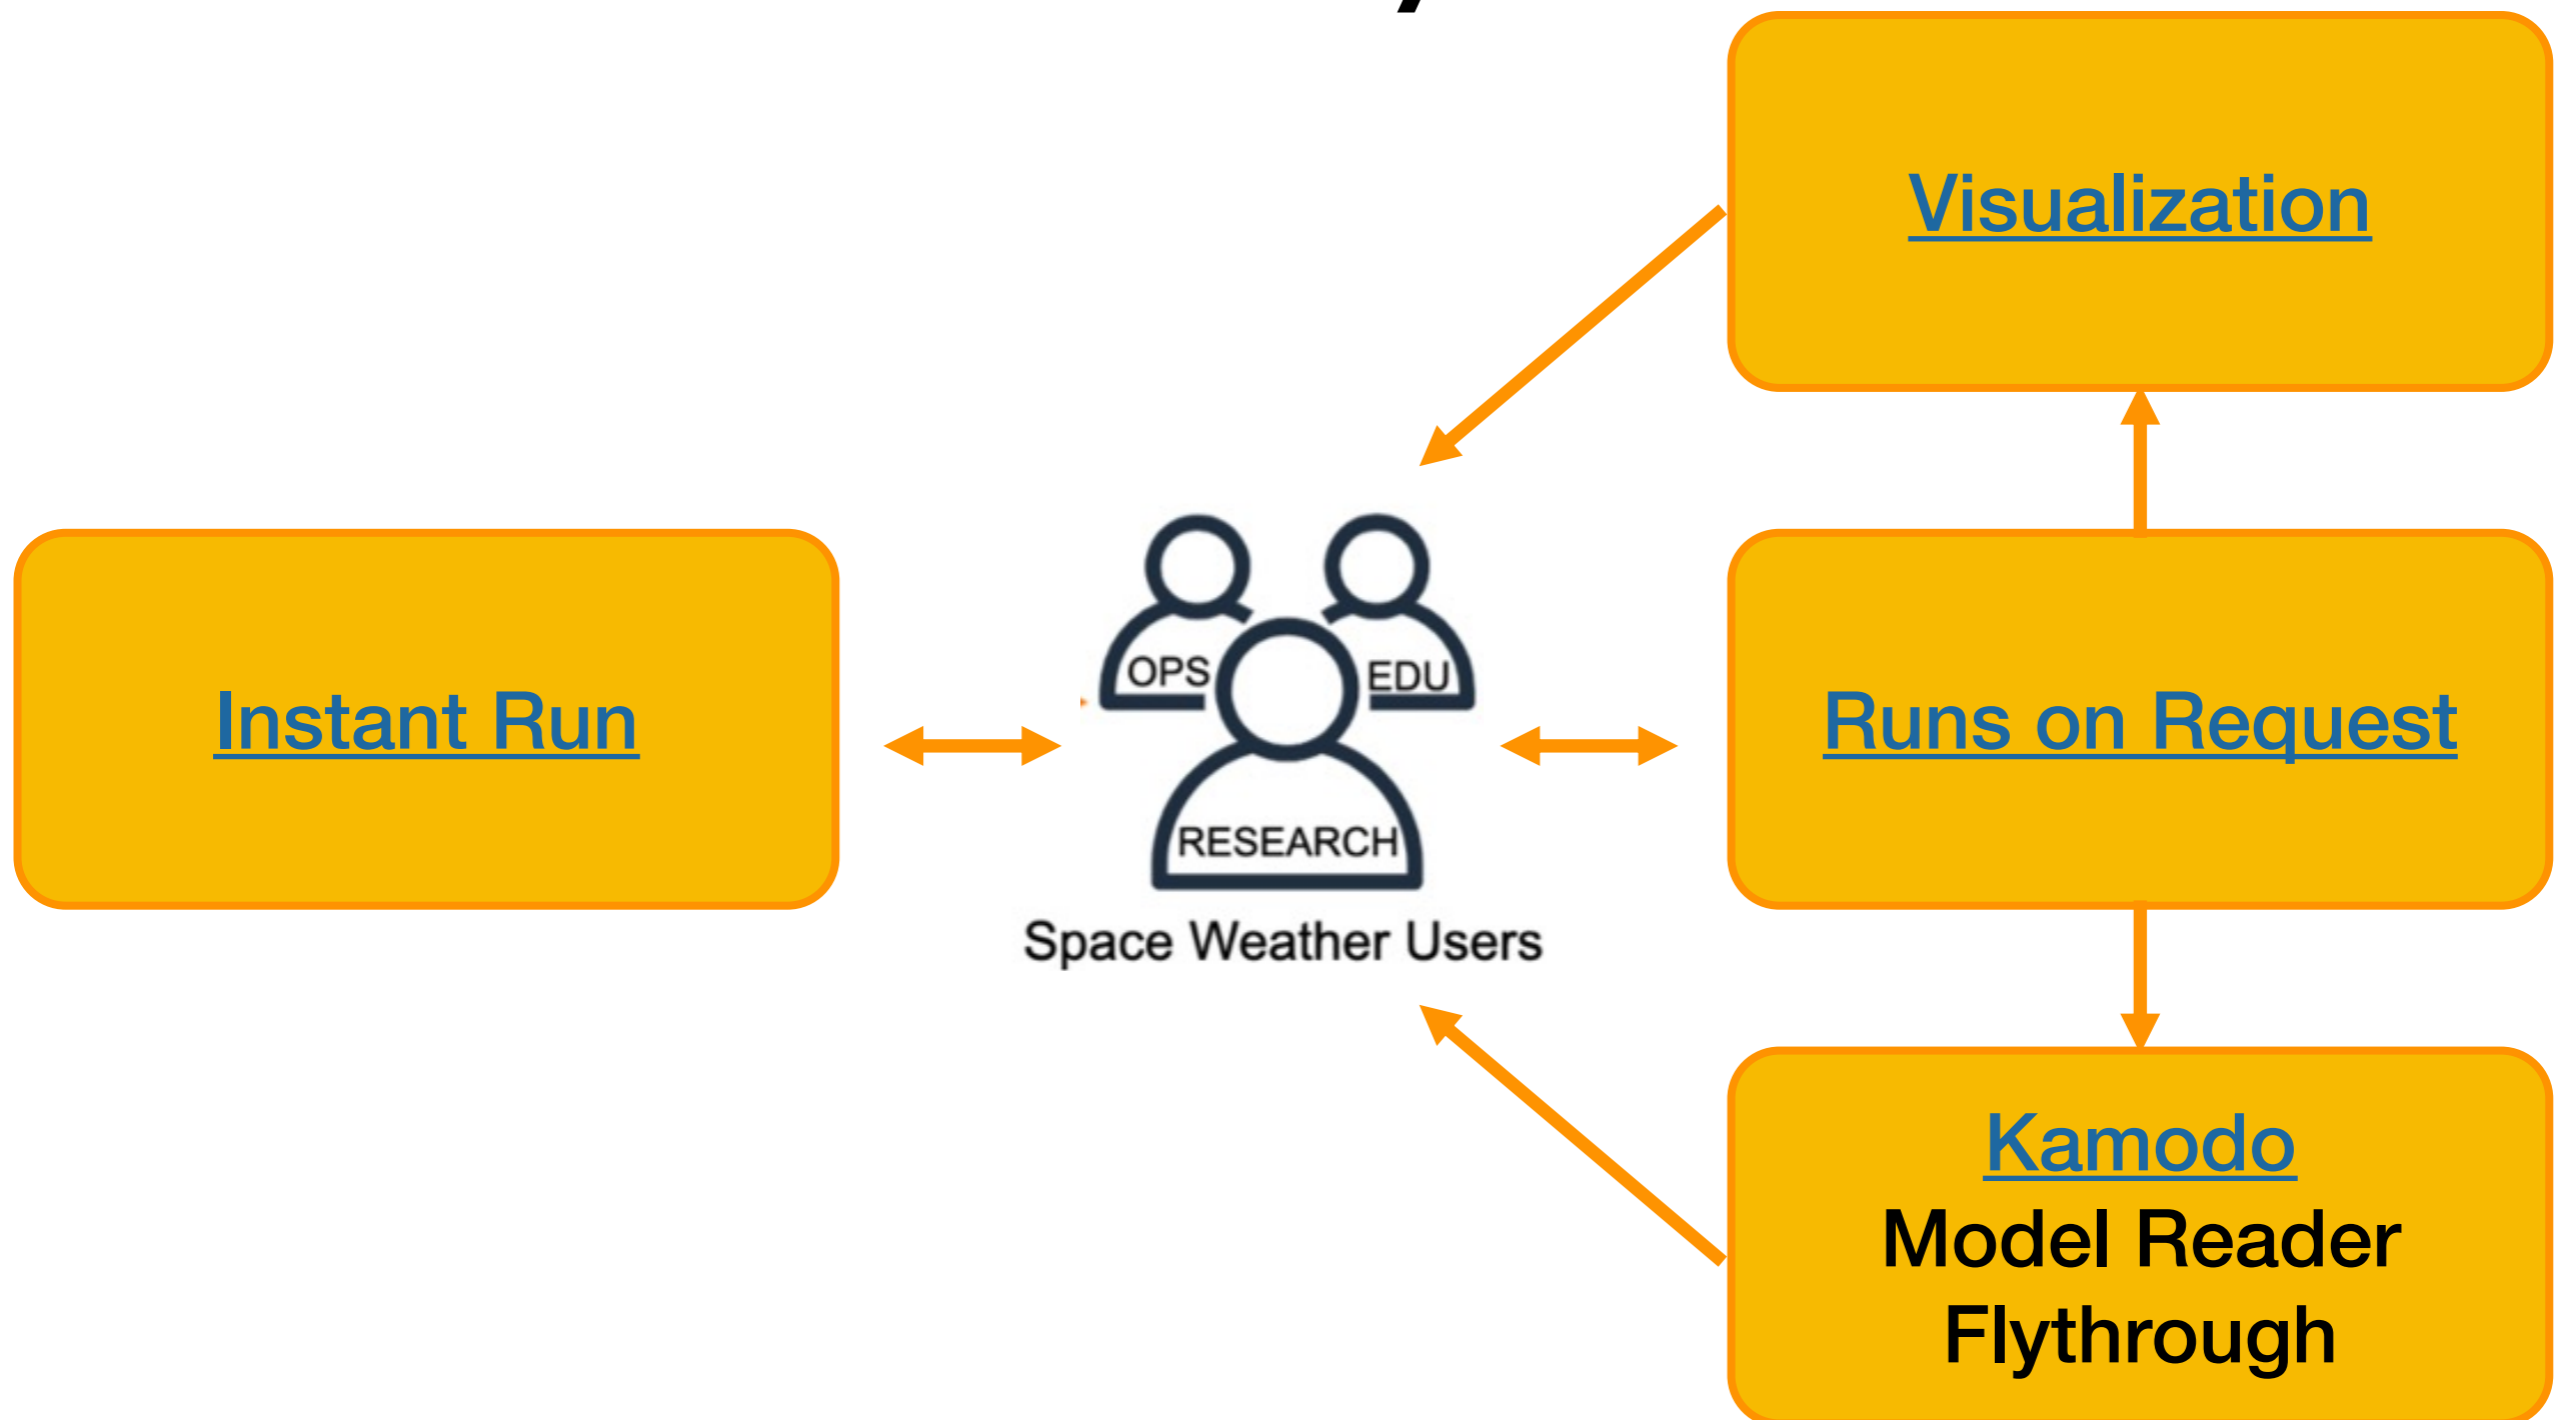 Visualization
Instant Run
OPS
EDU
RESEARCH
Space Weather Users
Runs on Request
Kamodo
Model Reader
Flythrough